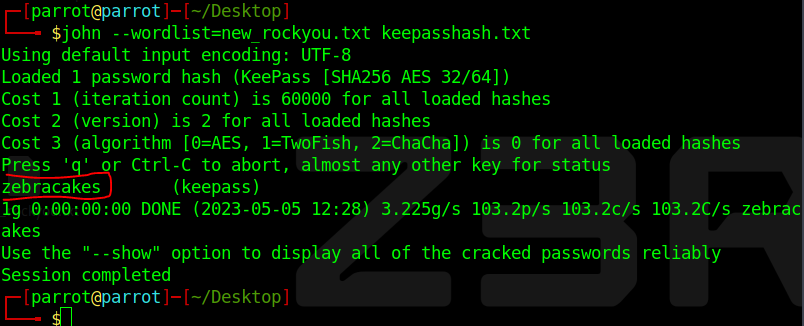 ┌─[parrot@parrot]─[~/Desktop]
└──╼ $john --wordlist=new_rockyou.txt keepasshash.txt
Using default input encoding: UTF-8
Loaded 1 password hash (KeePass [SHA256 AES 32/64])
Cost 1 (iteration count) is 60000 for all loaded hashes
Cost 2 (version) is 2 for all loaded hashes
Cost 3 (algorithm [0=AES, 1=TwoFish, 2=ChaCha]) is 0 for all loaded hashes
Press 'q' or Ctrl-C to abort, almost any other key for status
zebracakes       (keepass)
1g 0:00:00:00 DONE (2023-05-05 12:28) 3.225g/s 103.2p/s 103.2c/s 103.2C/s zebrac
akes
Use the "--show" option to display all of the cracked passwords reliably
Session completed
┌─[parrot@parrot]─[~/Desktop]
└──╼ $